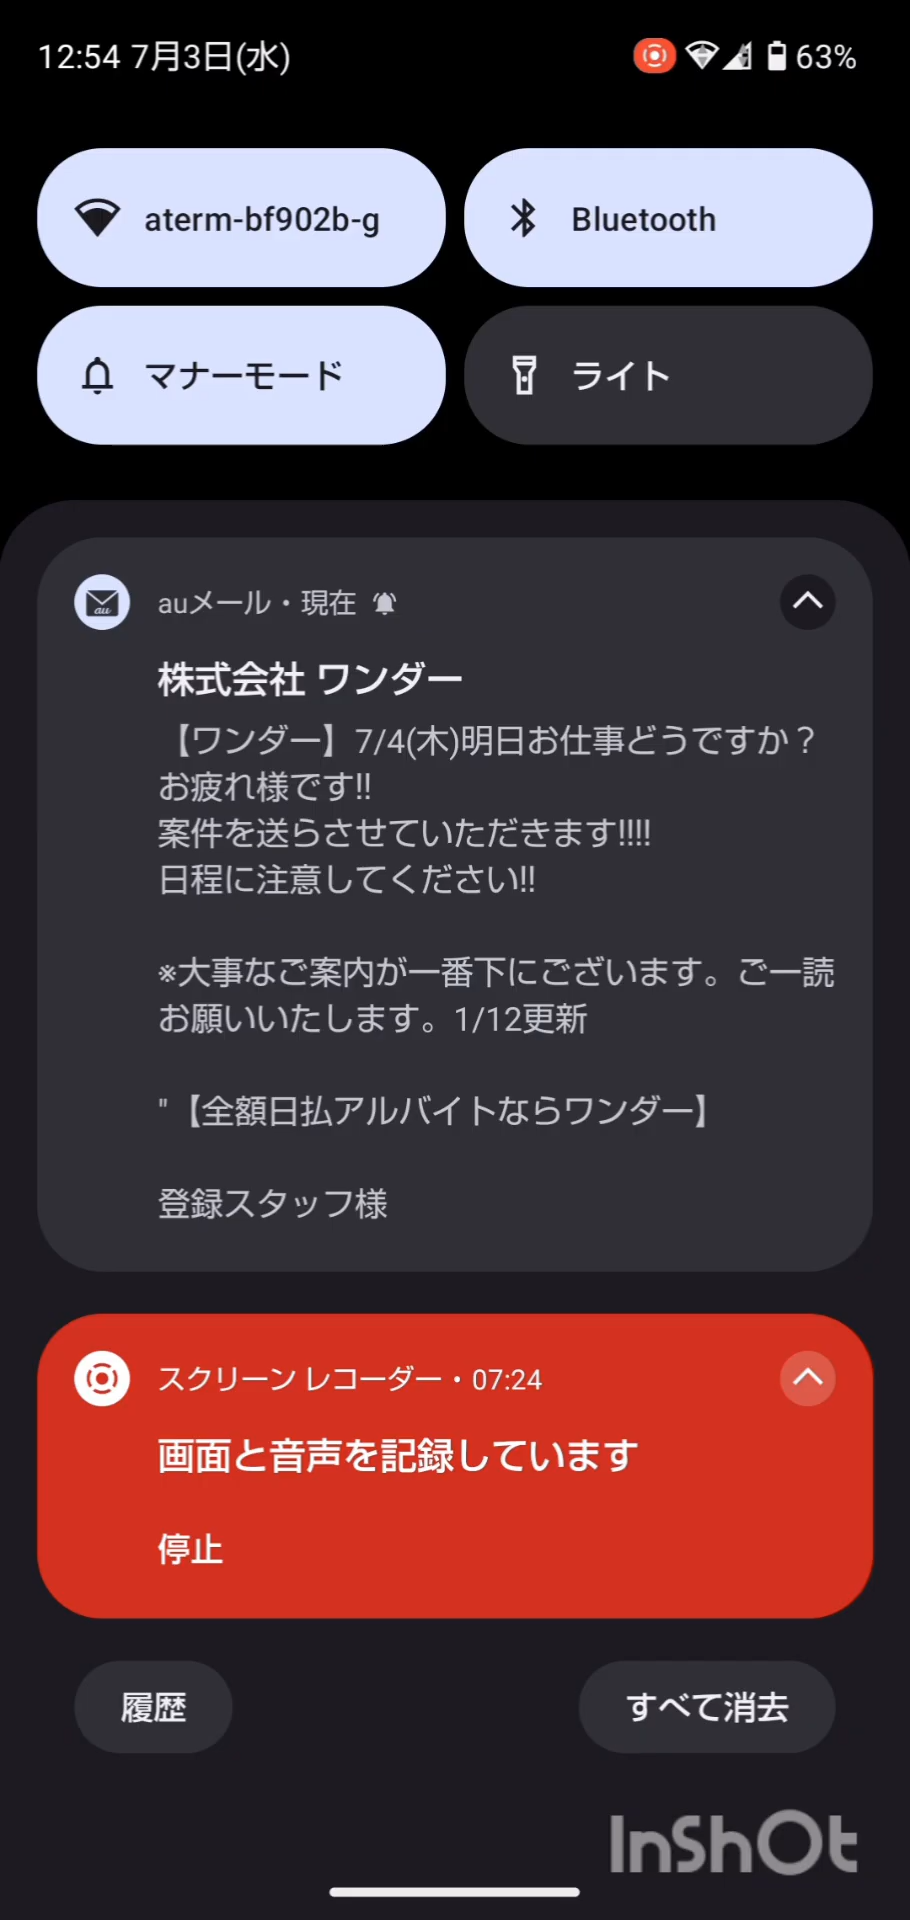 12:54 7月3日(水) 63%
aterm-bf902b-g
Bluetooth
マナーモード
ライト
auメール・現在
株式会社 ワンダー
【ワンダー】7/4(木)明日お仕事どうですか？
お疲れ様です!!
案件を送らさせていただきます!!!!
日程に注意してください!!
※大事なご案内が一番下にございます。ご一読
お願いいたします。1/12更新
"【全額日払アルバイトならワンダー】
登録スタッフ様
スクリーン レコーダー・07:24
画面と音声を記録しています
停止
履歴
すべて消去
InShOt